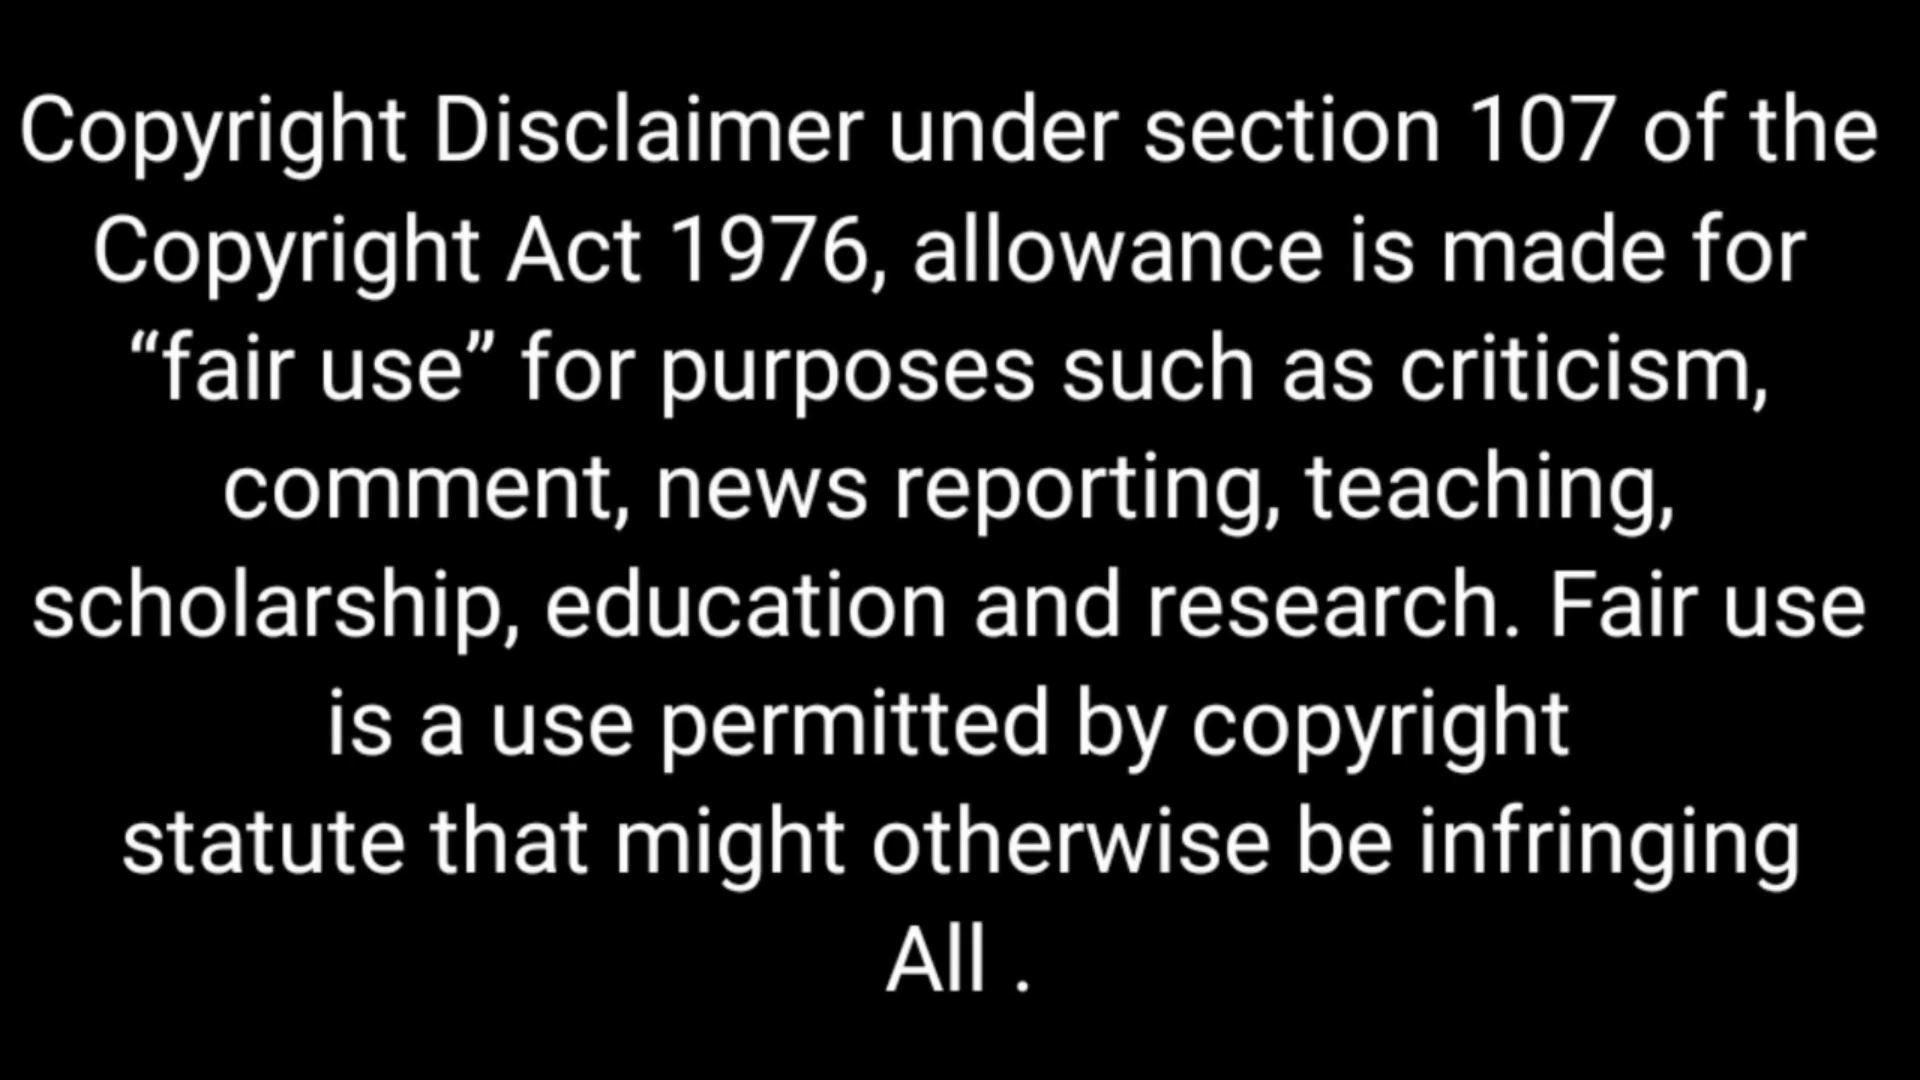 Copyright Disclaimer under section 107 of the
Copyright Act 1976, allowance is made for
“fair use” for purposes such as criticism,
comment, news reporting, teaching,
scholarship, education and research. Fair use
is a use permitted by copyright
statute that might otherwise be infringing
All .